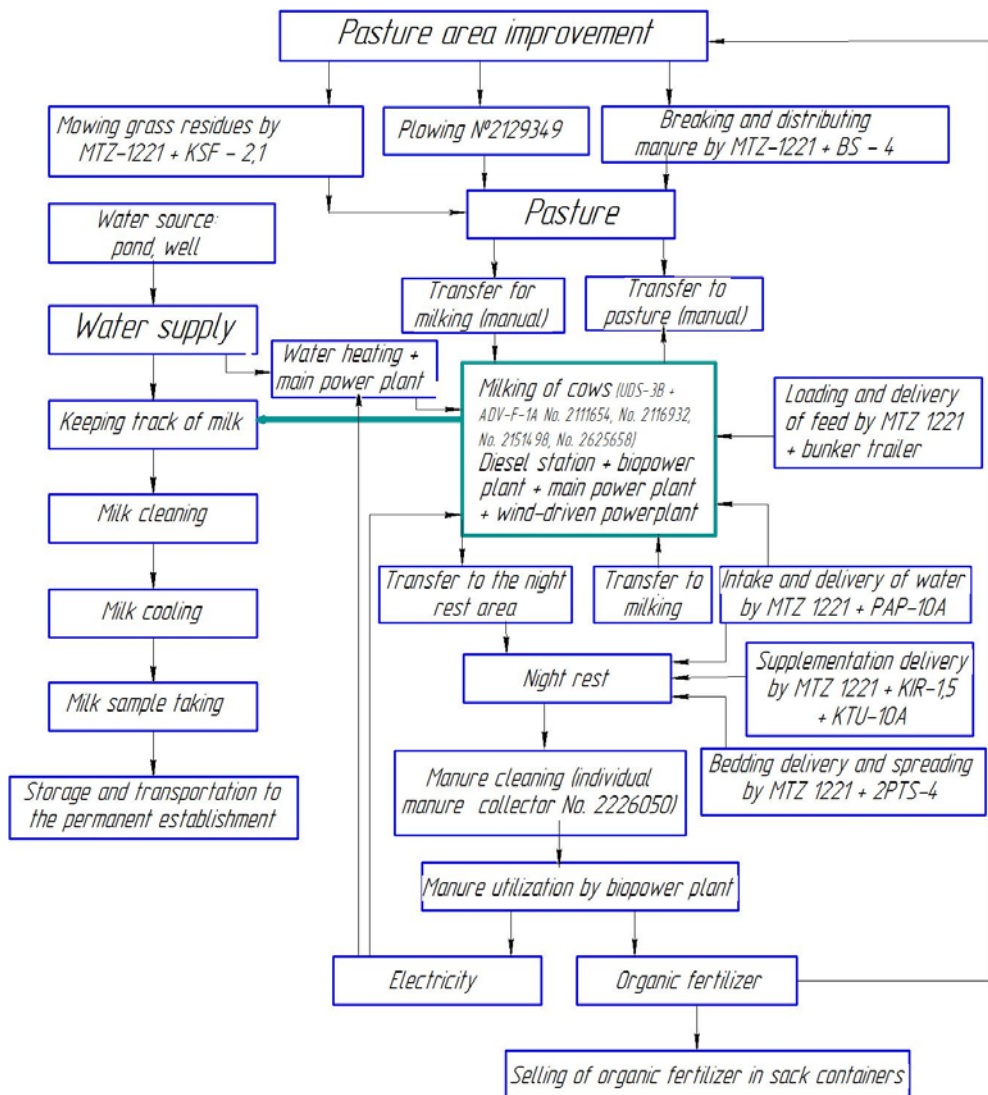 Pasture area improvement
Mowing grass residues by
MTZ-1221 + KSF - 2,1
Plowing №2129349
Breaking and distributing
manure by MTZ-1221 + BS - 4
Pasture
Water source:
pond, well
Transfer for
milking (manual)
Transfer to
pasture (manual)
Water supply
Water heating +
main power plant
Milking of cows (UDS-3B +
ADV-F-1A No. 2111654, No. 2116932,
No. 2151498, No. 2625658)
Diesel station + biopower
plant + main power plant
+ wind-driven powerplant
Loading and delivery
of feed by MTZ 1221
+ bunker trailer
Keeping track of milk
Milk cleaning
Transfer to the night
rest area
Transfer to
milking
Intake and delivery of water
by MTZ 1221 + PAP-10A
Milk cooling
Night rest
Supplementation delivery
by MTZ 1221 + KIR-1,5
+ KTU-10A
Milk sample taking
Manure cleaning (individual
manure collector No. 2226050)
Bedding delivery and spreading
by MTZ 1221 + 2PTS-4
Storage and transportation to
the permanent establishment
Manure utilization by biopower plant
Electricity
Organic fertilizer
Selling of organic fertilizer in sack containers